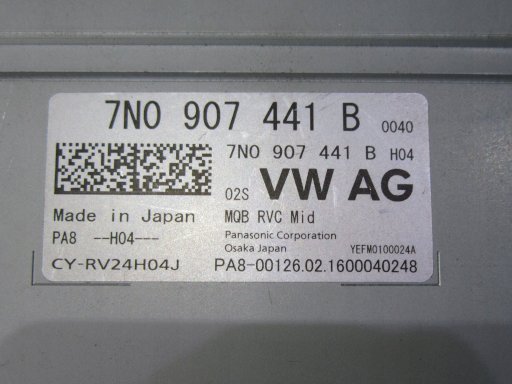 7N0 907 441 B 0040
7N0 907 441 B H04
02S VW AG
Made in Japan MQB RVC Mid
PA8 --H04--- Panasonic Corporation
Osaka Japan YEFM0100024A
CY-RV24H04J PA8-00126.02.1600040248